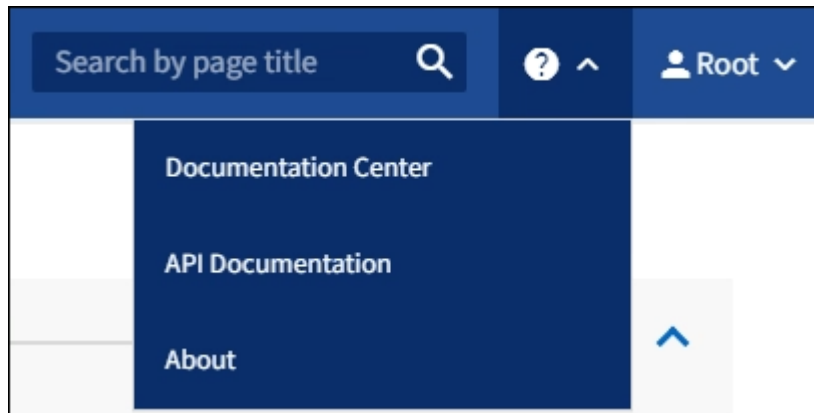 Search by page title
Root
Documentation Center
API Documentation
About